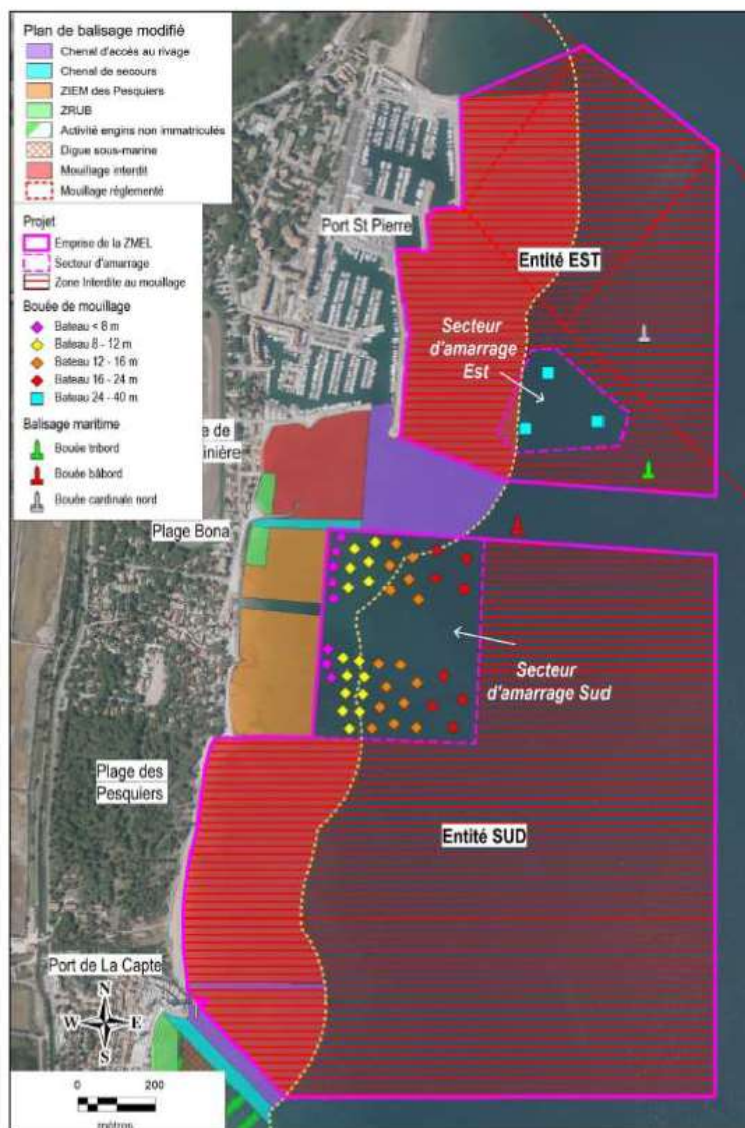 Plan de balisage modifié
Chenal d'accès au rivage
Chenal de secours
ZIEM des Pesquiers
ZRUB
Activité engins non immatriculés
Digue sous-marine
Mouillage interdit
Mouillage réglementé
Projet
Emprise de la ZMEL
Secteur d'amarrage
Zone Interdite au mouillage
Bouée de mouillage
Bateau < 8 m
Bateau 8 - 12 m
Bateau 12 - 16 m
Bateau 16 - 24 m
Bateau 24 - 40 m
Balisage maritime
Bouée tribord
Bouée bâbord
Bouée cardinale nord
Port St Pierre
Entité EST
Secteur
d'amarrage
Est
e de
inière
Plage Bona
Secteur
d'amarrage Sud
Plage des
Pesquiers
Entité SUD
Port de La Capte
N
W E
S
0 200
mètres